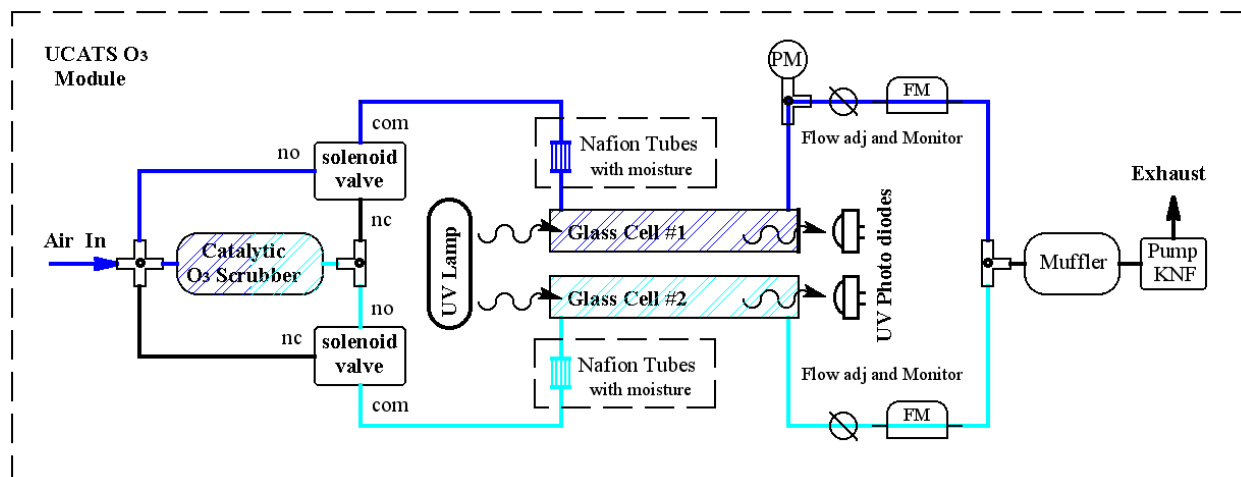 UCATS O3
Module
PM
FM
com
Flow adj and Monitor
no
solenoid
valve
Nafion Tubes
with moisture
nc
Exhaust
Air In
Catalytic
O3 Scrubber
UV Lamp
Glass Cell #1
UV Photo diodes
Muffler
Pump
KNF
Glass Cell #2
no
nc
solenoid
valve
Nafion Tubes
with moisture
Flow adj and Monitor
com
FM